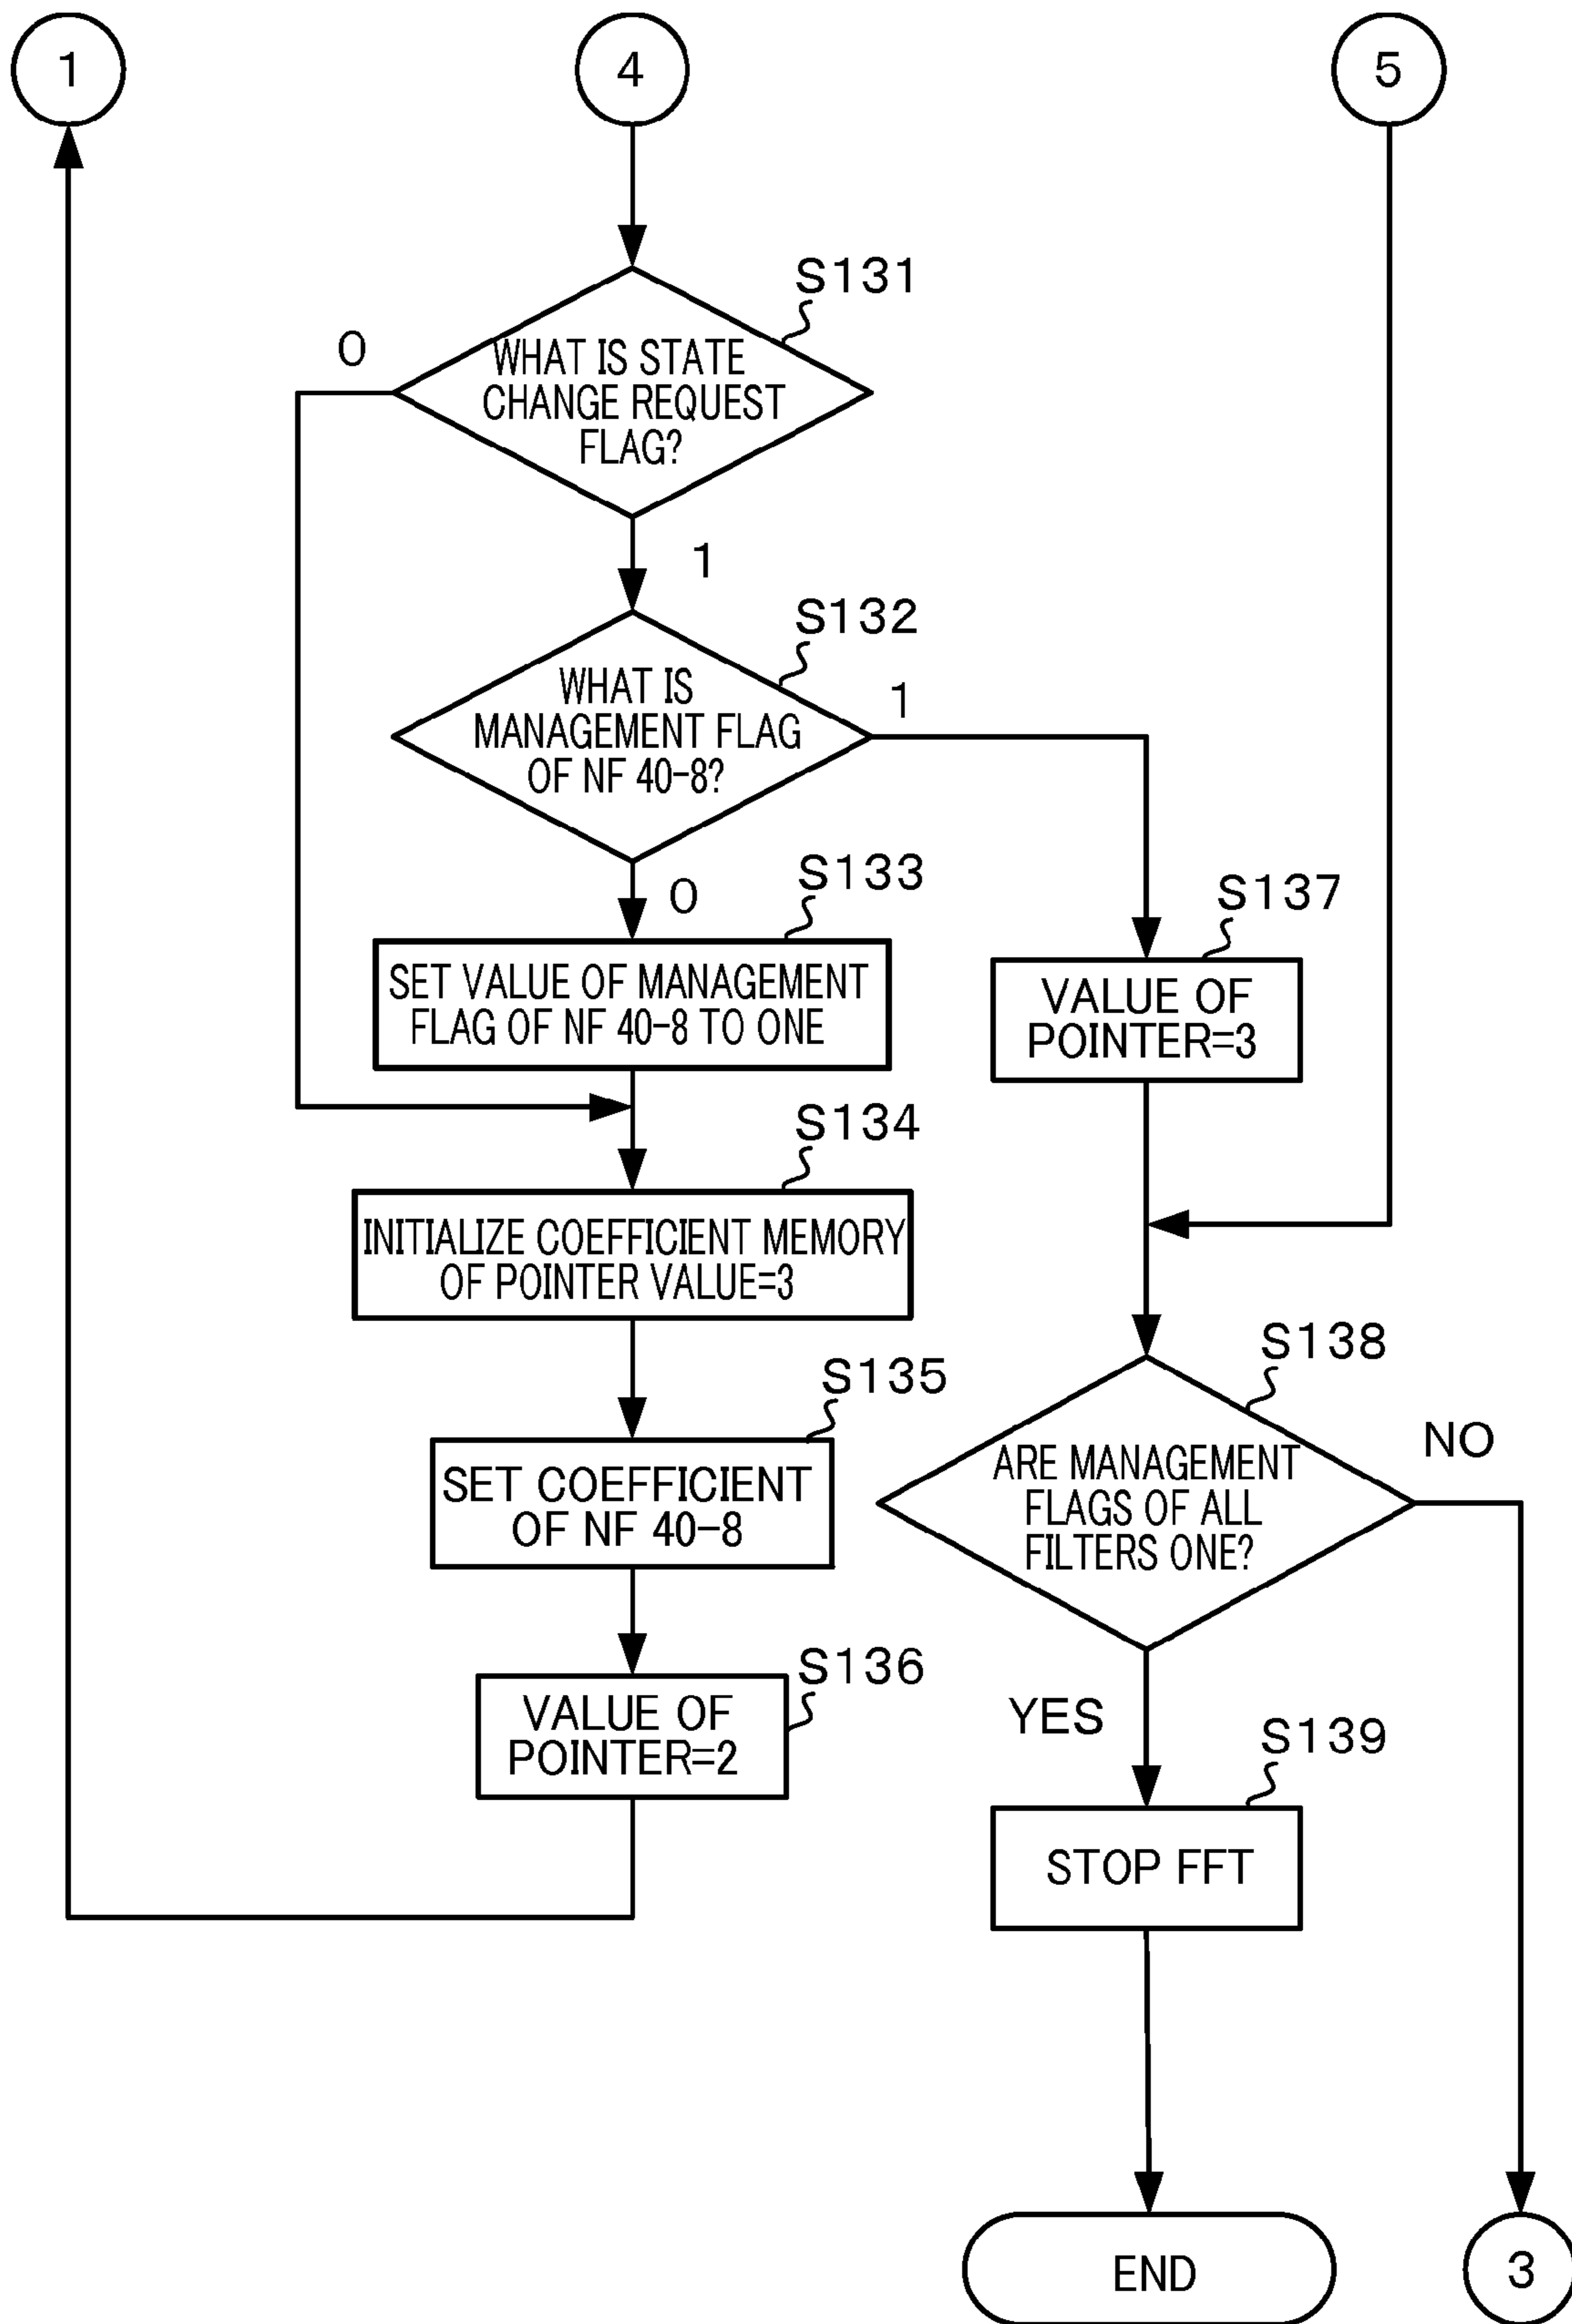 1
4
5
S131
0
WHAT IS STATE
CHANGE REQUEST
FLAG?
1
S132
WHAT IS
MANAGEMENT FLAG
OF NF 40-8?
1
0
S133
SET VALUE OF MANAGEMENT
FLAG OF NF 40-8 TO ONE
S137
VALUE OF
POINTER=3
S134
INITIALIZE COEFFICIENT MEMORY
OF POINTER VALUE=3
S135
SET COEFFICIENT
OF NF 40-8
S138
ARE MANAGEMENT
FLAGS OF ALL
FILTERS ONE?
NO
S136
VALUE OF
POINTER=2
YES
S139
STOP FFT
END
3